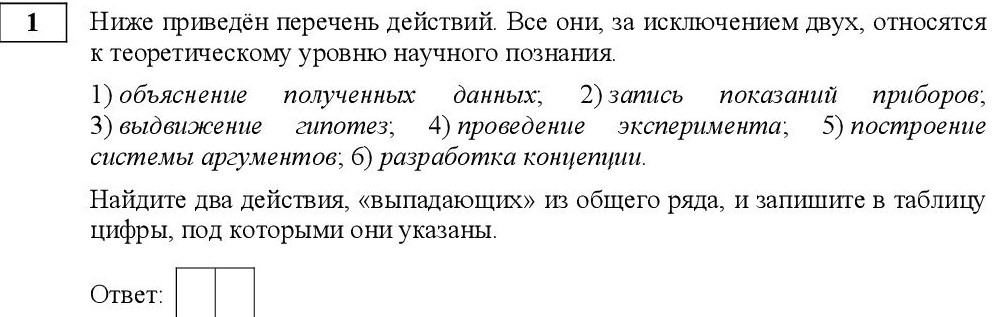 1
Ниже приведён перечень действий. Все они, за исключением двух, относятся
к теоретическому уровню научного познания.
1) объяснение полученных данных; 2) запись показаний приборов;
3) выдвижение гипотез; 4) проведение эксперимента; 5) построение
системы аргументов; 6) разработка концепции.
Найдите два действия, «выпадающих» из общего ряда, и запишите в таблицу
цифры, под которыми они указаны.
Ответ: